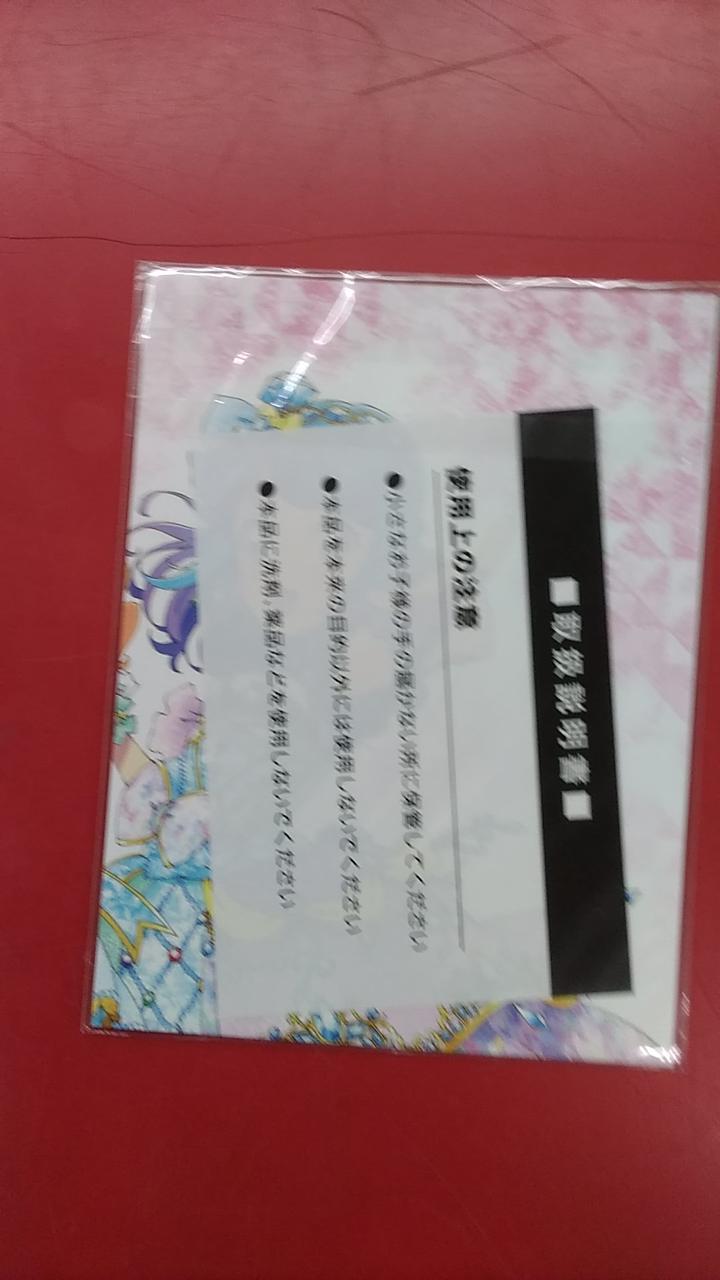 ■取扱説明書■
使用上の注意
●小さなお子様の手の届かない所に保管してください
●本品を本来の目的以外には使用しないでください
●本品に洗剤、薬品などを使用しないでください